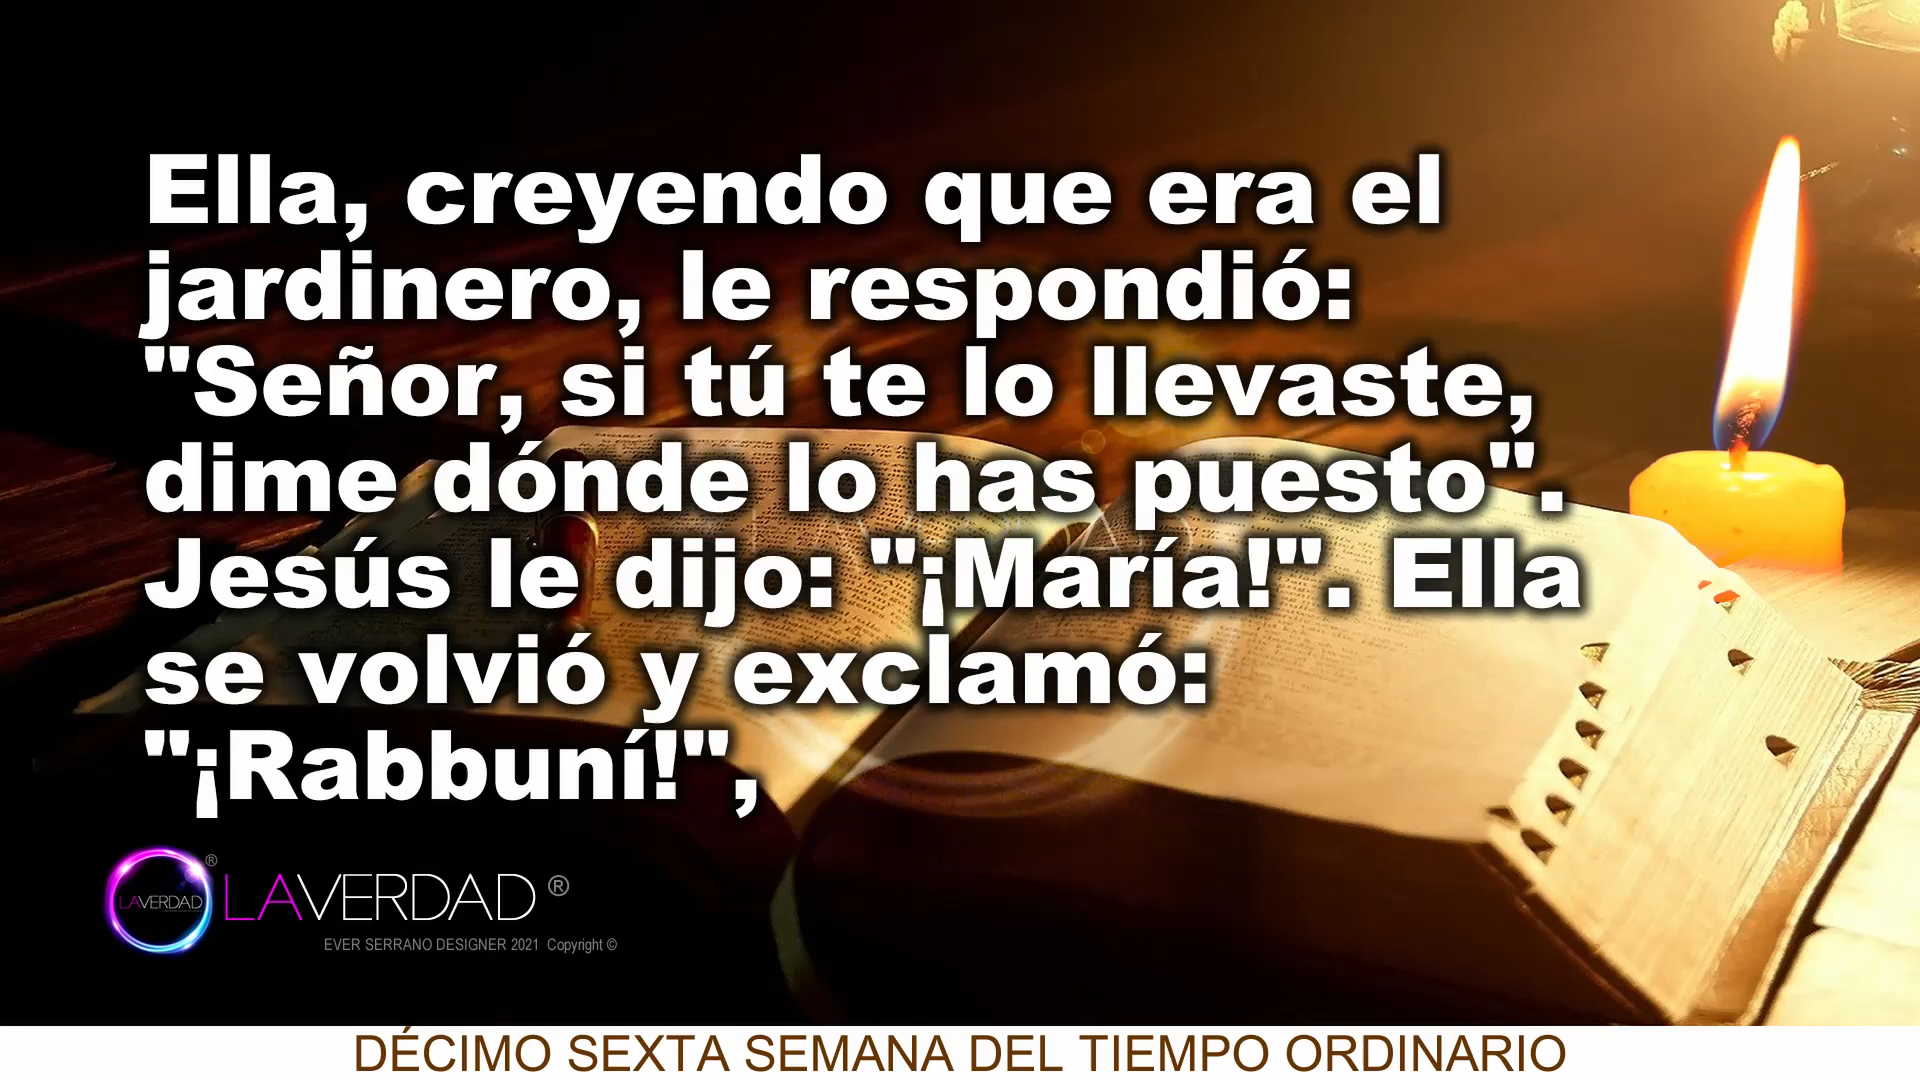 Ella, creyendo que era el
jardinero, le respondió:
"Señor, si tú te lo llevaste,
dime dónde lo has puesto".
Jesús le dijo: "¡María!". Ella
se volvió y exclamó:
"¡Rabbuní!",
LAVERDAD ®
LAVERDAD ®
EVER SERRANO DESIGNER 2021 Copyright ©
DÉCIMO SEXTA SEMANA DEL TIEMPO ORDINARIO